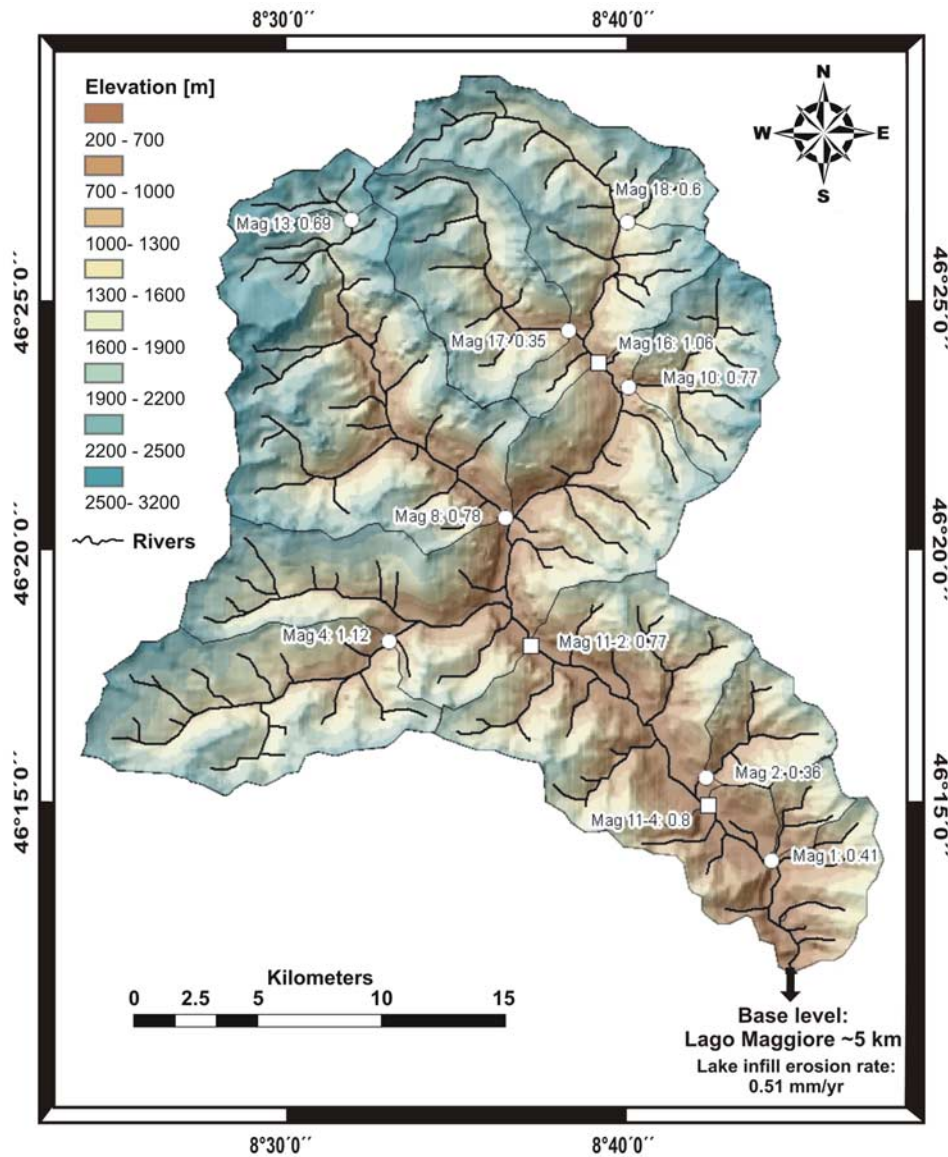 8°30´0´´
8°40´0´´
Elevation [m]
200 - 700
700 - 1000
1000- 1300
1300 - 1600
1600 - 1900
1900 - 2200
2200 - 2500
2500- 3200
Rivers
N
W
E
S
46°25´0´´
46°25´0´´
46°20´0´´
46°20´0´´
46°15´0´´
46°15´0´´
Mag 18: 0.6
Mag 13: 0.69
Mag 17: 0.35
Mag 16: 1.06
Mag 10: 0.77
Mag 8: 0.78
Mag 4: 1.12
Mag 11-2: 0.77
Mag 2: 0.36
Mag 11-4: 0.8
Mag 1: 0.41
Kilometers
0 2.5 5 10 15
Base level:
Lago Maggiore ~5 km
Lake infill erosion rate:
0.51 mm/yr
8°30´0´´
8°40´0´´